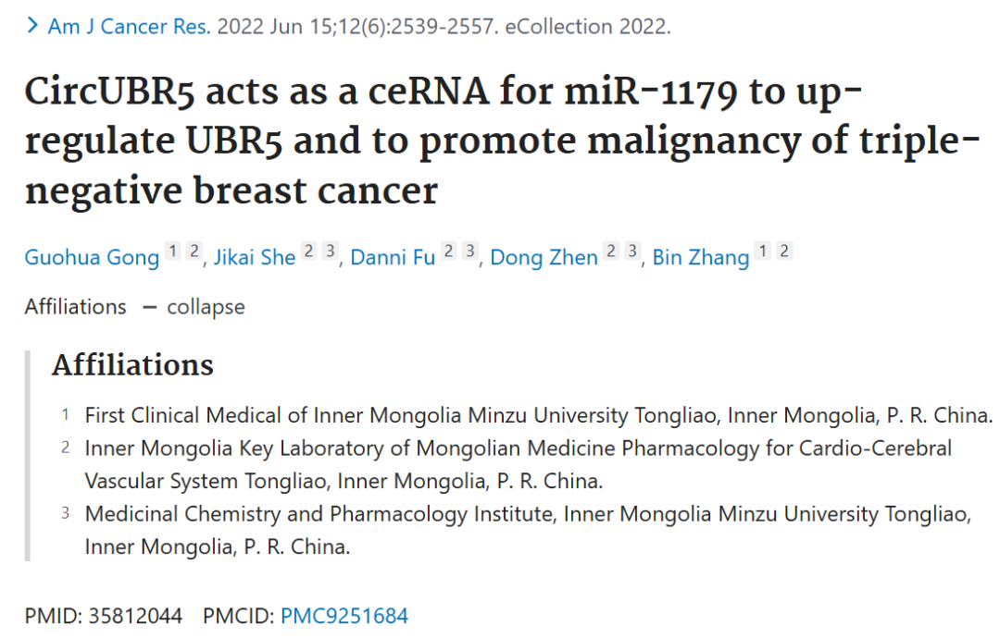 > Am J Cancer Res. 2022 Jun 15;12(6):2539-2557. eCollection 2022.
CircUBR5 acts as a ceRNA for miR-1179 to up-
regulate UBR5 and to promote malignancy of triple-
negative breast cancer
Guohua Gong 1 2, Jikai She 2 3, Danni Fu 2 3, Dong Zhen 2 3, Bin Zhang 1 2
Affiliations − collapse
Affiliations
1 First Clinical Medical of Inner Mongolia Minzu University Tongliao, Inner Mongolia, P. R. China.
2 Inner Mongolia Key Laboratory of Mongolian Medicine Pharmacology for Cardio-Cerebral
Vascular System Tongliao, Inner Mongolia, P. R. China.
3 Medicinal Chemistry and Pharmacology Institute, Inner Mongolia Minzu University Tongliao,
Inner Mongolia, P. R. China.
PMID: 35812044 PMCID: PMC9251684